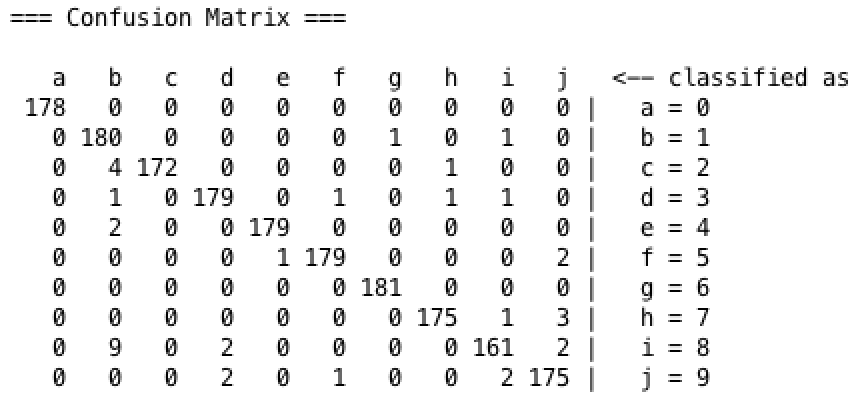 === Confusion Matrix ===
   a   b   c   d   e   f   g   h   i   j   <-- classified as
 178   0   0   0   0   0   0   0   0   0 |   a = 0
   0 180   0   0   0   0   1   0   1   0 |   b = 1
   0   4 172   0   0   0   0   1   0   0 |   c = 2
   0   1   0 179   0   1   0   1   1   0 |   d = 3
   0   2   0   0 179   0   0   0   0   0 |   e = 4
   0   0   0   0   1 179   0   0   0   2 |   f = 5
   0   0   0   0   0   0 181   0   0   0 |   g = 6
   0   0   0   0   0   0   0 175   1   3 |   h = 7
   0   9   0   2   0   0   0   0 161   2 |   i = 8
   0   0   0   2   0   1   0   0   2 175 |   j = 9